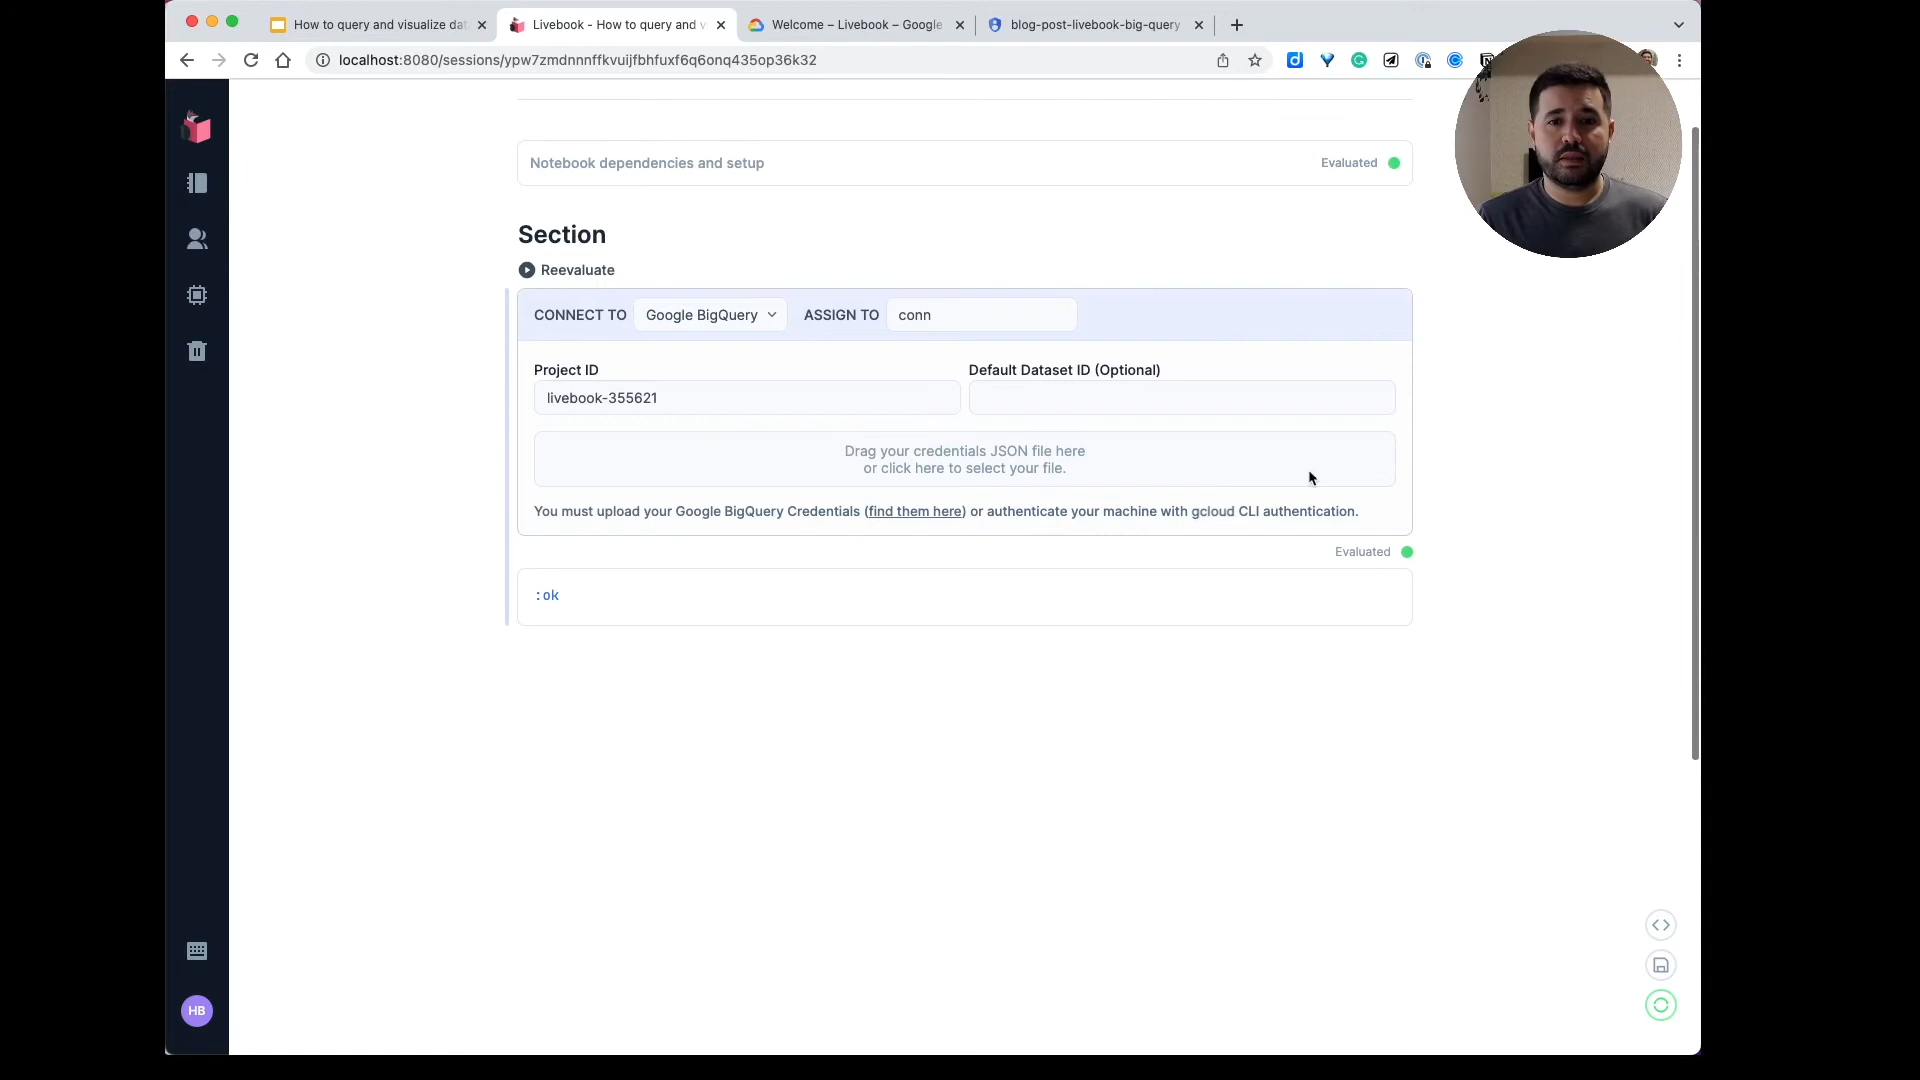 How to query and visualize dat
Livebook - How to query and v
Welcome – Livebook – Google
blog-post-livebook-big-query
localhost:8080/sessions/ypw7zmdnnnffkvuijfbhfuxf6q6onq435op36k32
Notebook dependencies and setup
Evaluated
Section
Reevaluate
CONNECT TO
Google BigQuery
ASSIGN TO
conn
Project ID
Default Dataset ID (Optional)
livebook-355621
Drag your credentials JSON file here
or click here to select your file.
You must upload your Google BigQuery Credentials (find them here) or authenticate your machine with gcloud CLI authentication.
Evaluated
:ok
HB